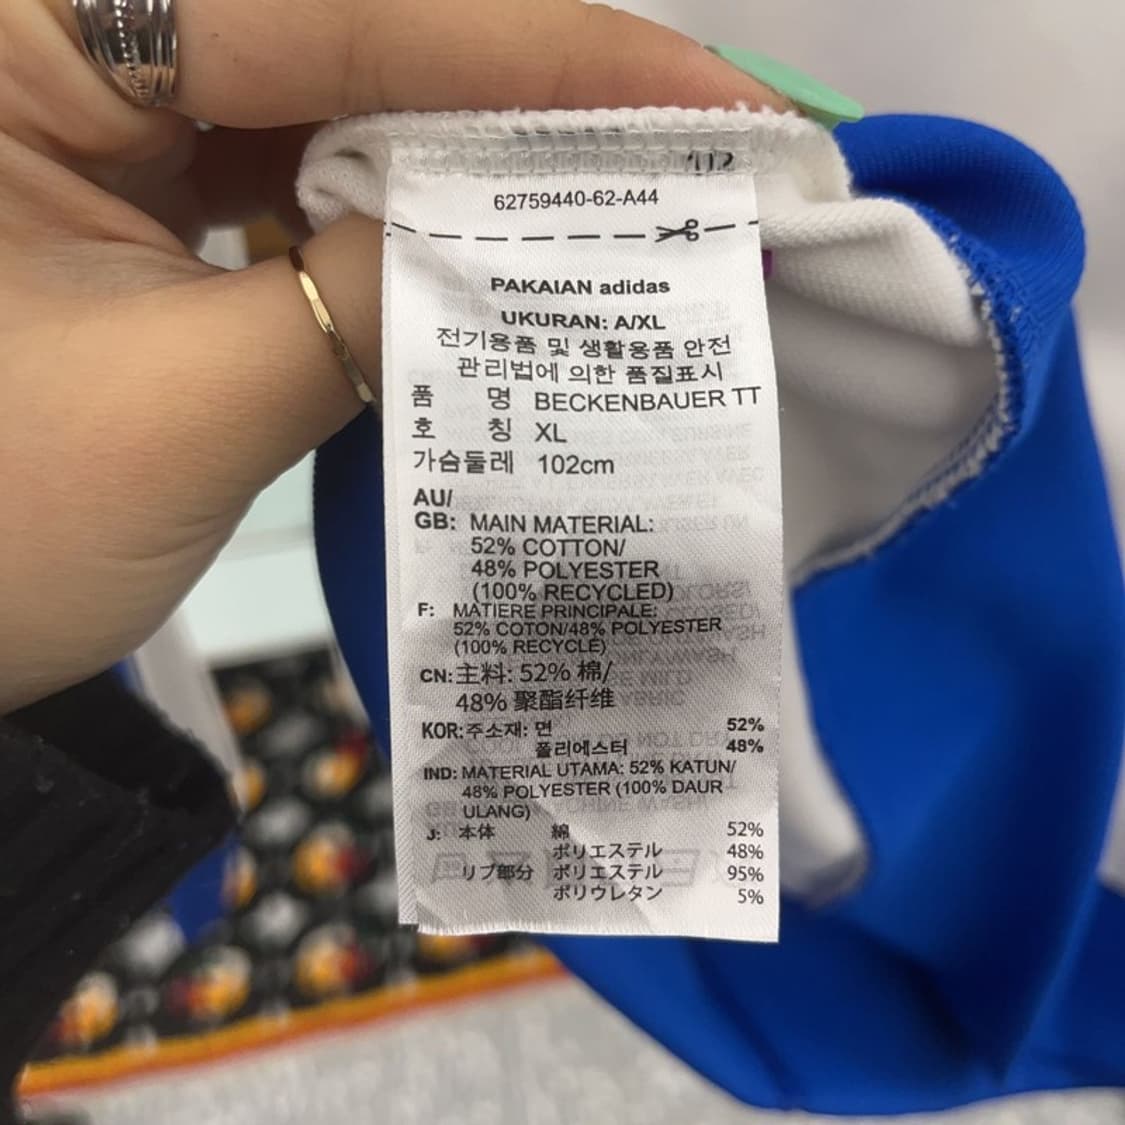 62759440-62-A44
PAKAIAN adidas
UKURAN: A/XL
전기용품 및 생활용품 안전
관리법에 의한 품질표시
품 명 BECKENBAUER TT
호 칭 XL
가슴둘레 102cm
AU/
GB: MAIN MATERIAL:
52% COTTON/
48% POLYESTER
(100% RECYCLED)
F: MATIERE PRINCIPALE:
52% COTON/48% POLYESTER
(100% RECYCLE)
CN: 主料: 52% 棉/
48% 聚酯纤维
KOR: 주소재: 면 52%
폴리에스터 48%
IND: MATERIAL UTAMA: 52% KATUN/
48% POLYESTER (100% DAUR
ULANG)
J: 本体 綿 52%
ポリエステル 48%
リブ部分 ポリエステル 95%
ポリウレタン 5%